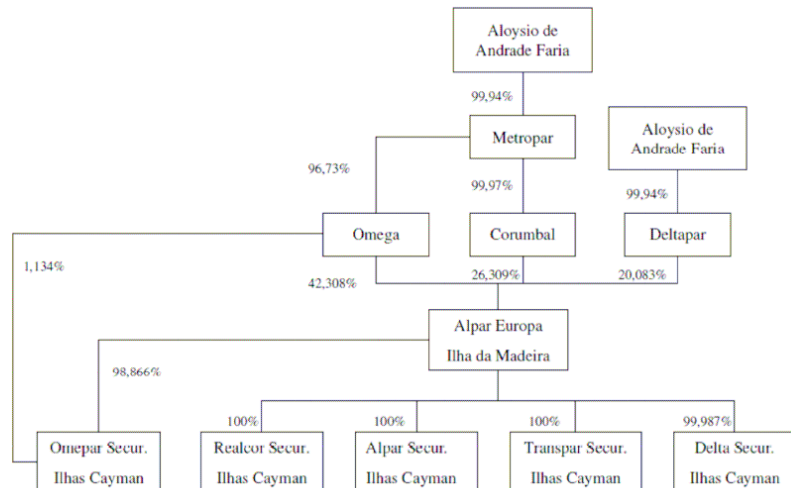 Aloysio de
Andrade Faria
99,94%
Metropar
Aloysio de
Andrade Faria
96,73%
99,97%
99,94%
Omega
Corumbal
Deltapar
1,134%
42,308%
26,309%
20,083%
Alpar Europa
Ilha da Madeira
98,866%
100%
100%
100%
99,987%
Omepar Secur.
Ilhas Cayman
Realcor Secur.
Ilhas Cayman
Alpar Secur.
Ilhas Cayman
Transpar Secur.
Ilhas Cayman
Delta Secur.
Ilhas Cayman